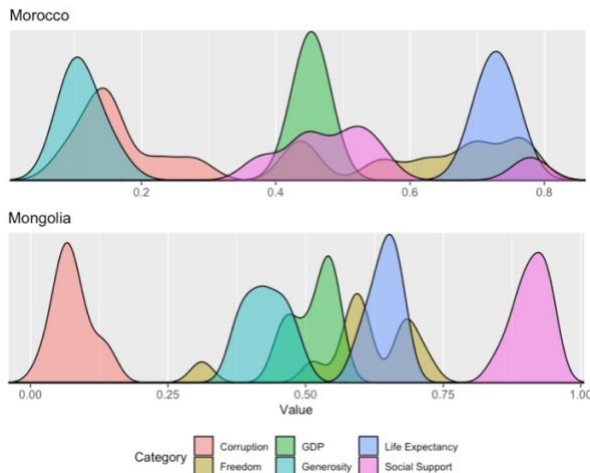 Morocco
0.2 0.4 0.6 0.8
Mongolia
0.00 0.25 0.50 0.75 1.00
Value
Category Corruption GDP Life Expectancy
Freedom Generosity Social Support